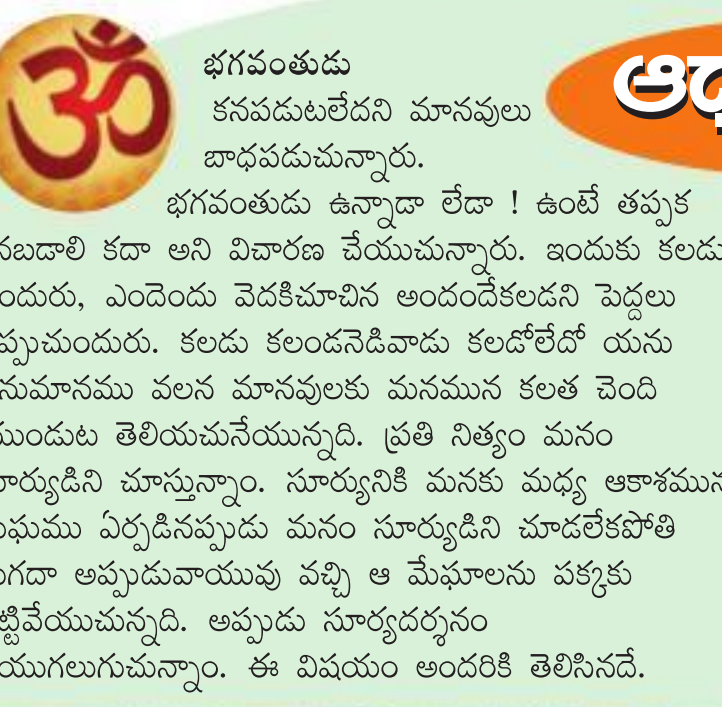 భగవంతుడు
కనపడుటలేదని మానవులు
బాధపడుచున్నారు.
భగవంతుడు ఉన్నాడా లేడా ! ఉంటే తప్పక
నబడాలి కదా అని విచారణ చేయుచున్నారు. ఇందుకు కలడు
ందురు, ఎందెందు వెదకిచూచిన అందందేకలడని పెద్దలు
ప్పుచుందురు. కలడు కలండనెడివాడు కలడోలేదో యను
నుమానము వలన మానవులకు మనమున కలత చెంది
యుండుట తెలియచునేయున్నది. ప్రతి నిత్యం మనం
ూర్యుడిని చూస్తున్నాం. సూర్యునికి మనకు మధ్య ఆకాశమున
ఘము ఏర్పడినప్పుడు మనం సూర్యుడిని చూడలేకపోతి
గదా అప్పుడువాయువు వచ్చి ఆ మేఘాలను పక్కకు
ట్టివేయుచున్నది. అప్పుడు సూర్యదర్శనం
యుగలుగుచున్నాం. ఈ విషయం అందరికి తెలిసినదే.